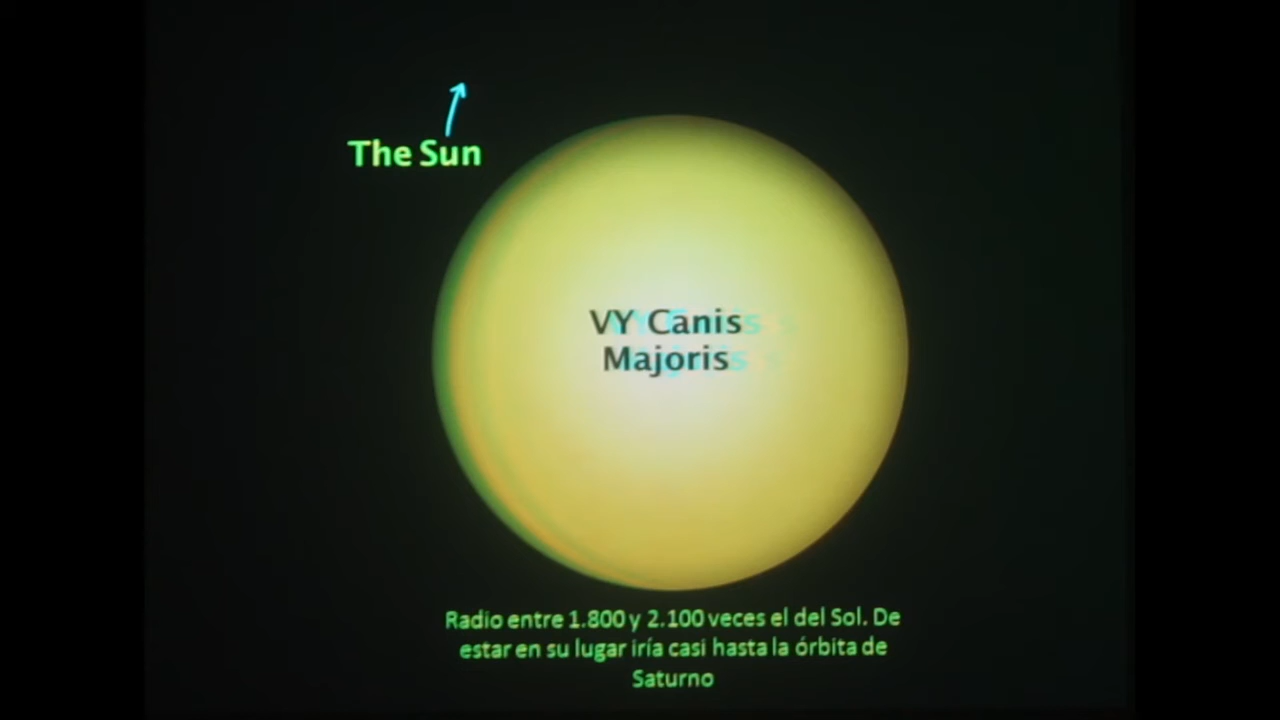 The Sun
VY Canis
Majoris
Radio entre 1.800 y 2.100 veces el del Sol. De
estar en su lugar iría casi hasta la órbita de
Saturno